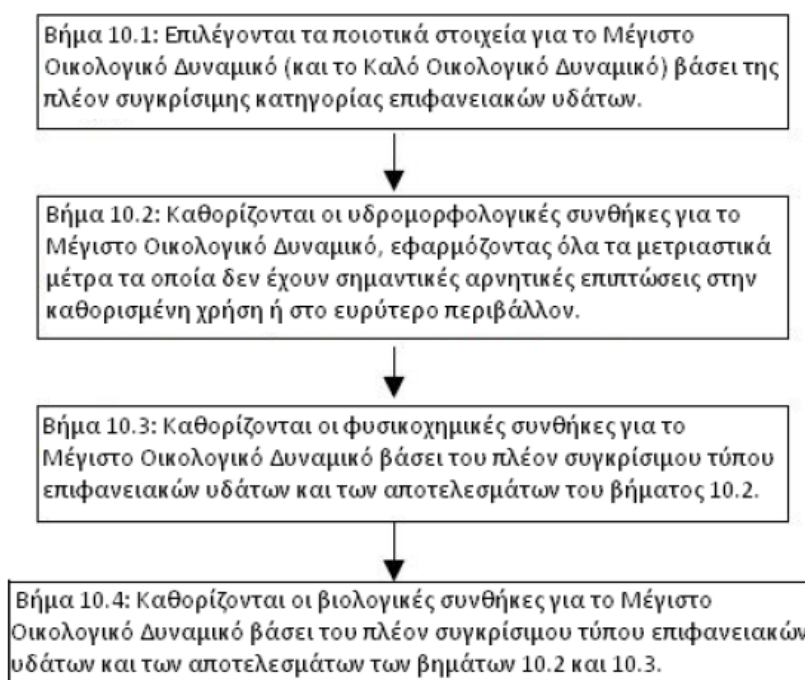 Βήμα 10.1: Επιλέγονται τα ποιοτικά στοιχεία για το Μέγιστο
Οικολογικό Δυναμικό (και το Καλό Οικολογικό Δυναμικό) βάσει της
πλέον συγκρίσιμης κατηγορίας επιφανειακών υδάτων.
Βήμα 10.2: Καθορίζονται οι υδρομορφολογικές συνθήκες για το
Μέγιστο Οικολογικό Δυναμικό, εφαρμόζοντας όλα τα μετριαστικά
μέτρα τα οποία δεν έχουν σημαντικές αρνητικές επιπτώσεις στην
καθορισμένη χρήση ή στο ευρύτερο περιβάλλον.
Βήμα 10.3: Καθορίζονται οι φυσικοχημικές συνθήκες για το
Μέγιστο Οικολογικό Δυναμικό βάσει του πλέον συγκρίσιμου τύπου
επιφανειακών υδάτων και των αποτελεσμάτων του βήματος 10.2.
Βήμα 10.4: Καθορίζονται οι βιολογικές συνθήκες για το Μέγιστο
Οικολογικό Δυναμικό βάσει του πλέον συγκρίσιμου τύπου επιφανειακών
υδάτων και των αποτελεσμάτων των βημάτων 10.2 και 10.3.